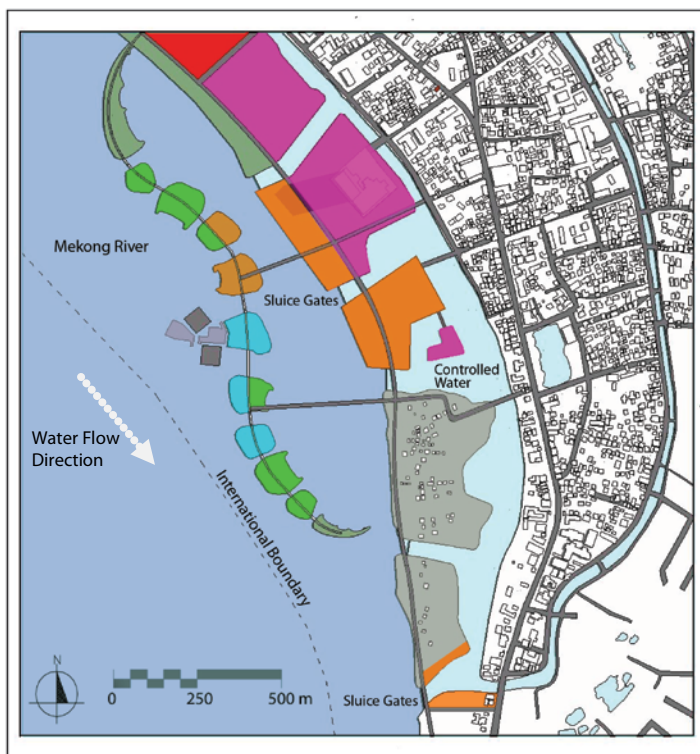 Mekong River
Sluice Gates
Controlled
Water
Water Flow
Direction
International Boundary
N
0 250 500 m
Sluice Gates